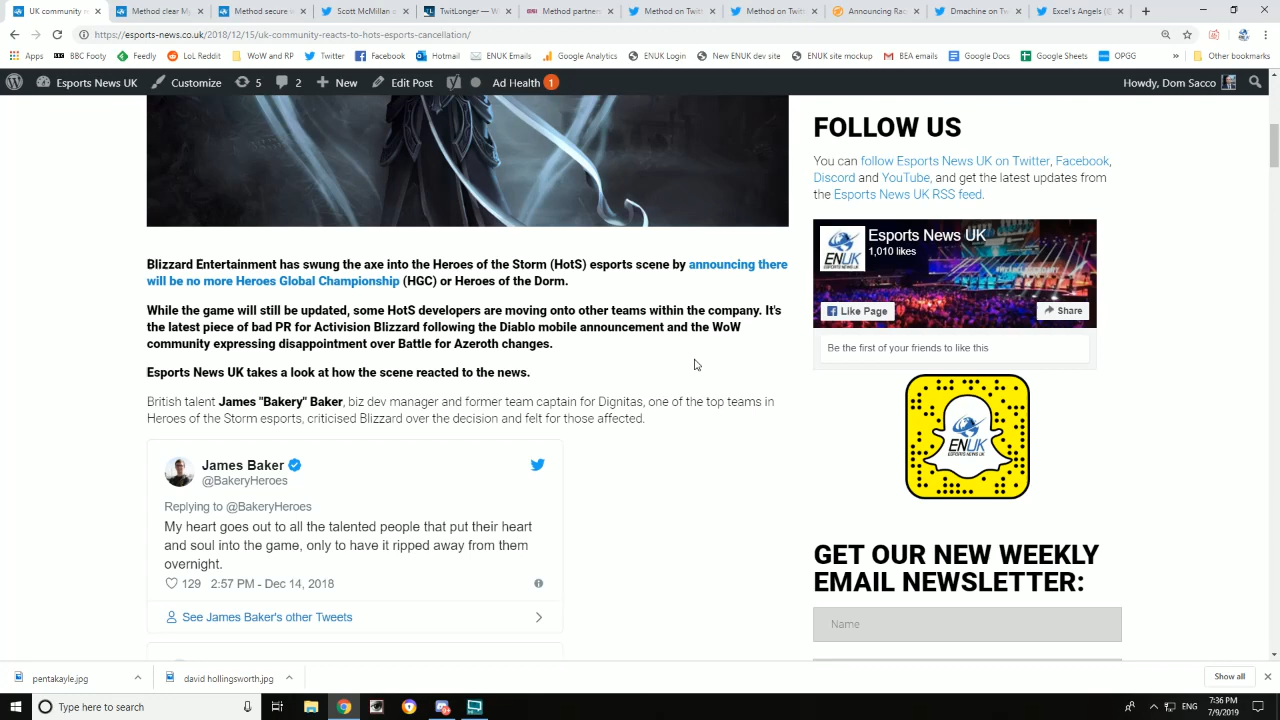 UK community reacts
Method clear My
Method secure
Scott McMillan
TwitLonger — W
Method partner
Method on Twit
Method on Twit
Announcing Rac
Dmachine on Tw
Excel's Angels (E
https://esports-news.co.uk/2018/12/15/uk-community-reacts-to-hots-esports-cancellation/
Apps
BBC Footy
Feedly
LoL Reddit
WoW and RP
Twitter
Facebook
Hotmail
ENUK Emails
Google Analytics
ENUK Login
New ENUK dev site
ENUK site mockup
BEA emails
Google Docs
Google Sheets
OPGG
»
Other bookmarks
Esports News UK
Customize
5
2
New
Edit Post
Ad Health 1
Howdy, Dom Sacco
Blizzard Entertainment has swung the axe into the Heroes of the Storm (HotS) esports scene by announcing there
will be no more Heroes Global Championship (HGC) or Heroes of the Dorm.
While the game will still be updated, some HotS developers are moving onto other teams within the company. It's
the latest piece of bad PR for Activision Blizzard following the Diablo mobile announcement and the WoW
community expressing disappointment over Battle for Azeroth changes.
Esports News UK takes a look at how the scene reacted to the news.
British talent James "Bakery" Baker, biz dev manager and former team captain for Dignitas, one of the top teams in
Heroes of the Storm esports, criticised Blizzard over the decision and felt for those affected.
James Baker
@BakeryHeroes
Replying to @BakeryHeroes
My heart goes out to all the talented people that put their heart
and soul into the game, only to have it ripped away from them
overnight.
129 2:57 PM - Dec 14, 2018
See James Baker's other Tweets
FOLLOW US
You can follow Esports News UK on Twitter, Facebook,
Discord and YouTube, and get the latest updates from
the Esports News UK RSS feed.
Esports News UK
1,010 likes
ENUK
ESPORTS NEWS UK
Like Page
Share
Be the first of your friends to like this
ENUK
ESPORTS NEWS UK
GET OUR NEW WEEKLY
EMAIL NEWSLETTER:
Name
pentakayle.jpg
david hollingsworth.jpg
Show all
Type here to search
ENG
7:36 PM
7/9/2019